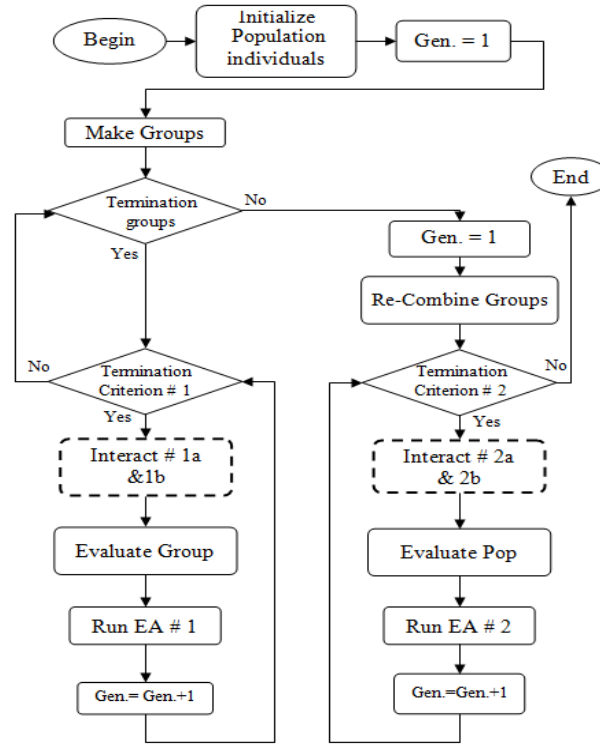 Begin
Initialize
Population
individuals
Gen. = 1
Make Groups
Termination
groups
No
Yes
End
Gen. = 1
Re-Combine Groups
No
Termination
Criterion # 1
Yes
Termination
Criterion # 2
No
Yes
Interact # 1a
&1b
Interact # 2a
& 2b
Evaluate Group
Evaluate Pop
Run EA # 1
Run EA # 2
Gen.= Gen.+1
Gen.=Gen.+1